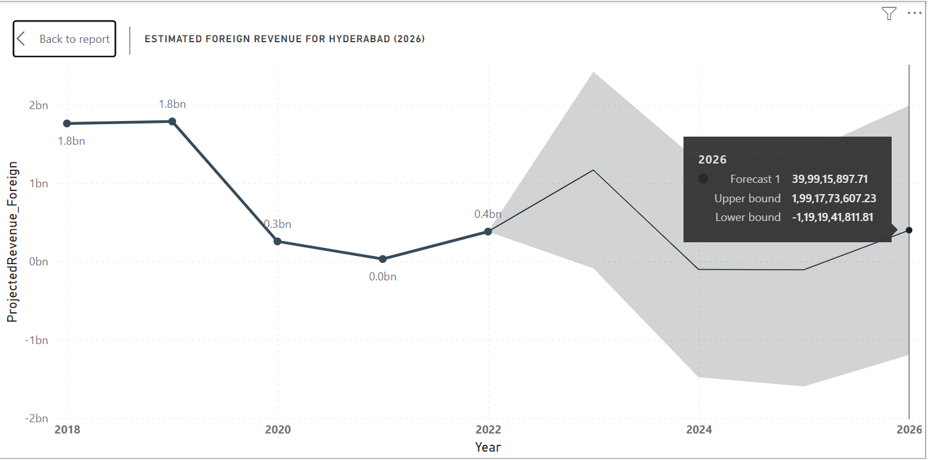 Back to report
ESTIMATED FOREIGN REVENUE FOR HYDERABAD (2026)
ProjectedRevenue_Foreign
2bn
1bn
0bn
-1bn
-2bn
1.8bn
1.8bn
0.3bn
0.0bn
0.4bn
2026
Forecast 1 39,99,15,897.71
Upper bound 1,99,17,73,607.23
Lower bound -1,19,19,41,811.81
2018 2020 2022 2024 2026
Year